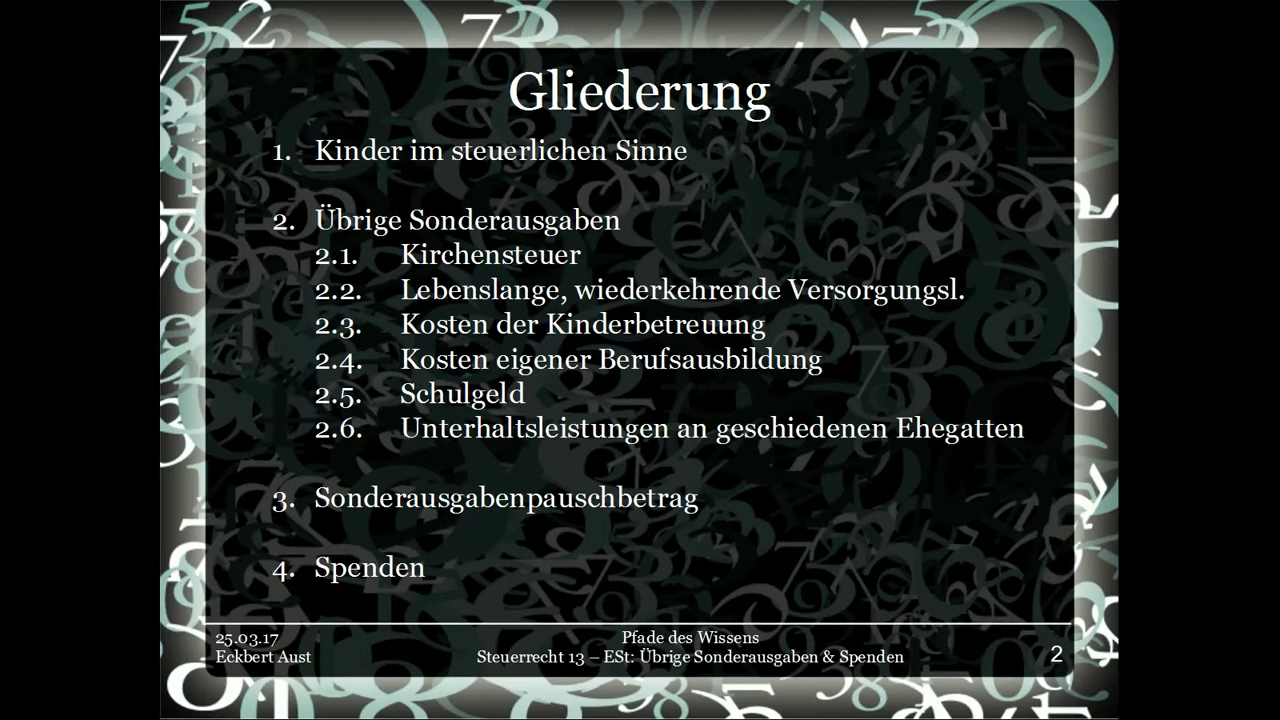 Gliederung
1. Kinder im steuerlichen Sinne
2. Übrige Sonderausgaben
2.1. Kirchensteuer
2.2. Lebenslange, wiederkehrende Versorgungsl.
2.3. Kosten der Kinderbetreuung
2.4. Kosten eigener Berufsausbildung
2.5. Schulgeld
2.6. Unterhaltsleistungen an geschiedenen Ehegatten
3. Sonderausgabenpauschbetrag
4. Spenden
25.03.17
Eckbert Aust
Pfade des Wissens
Steuerrecht 13 – ESt: Übrige Sonderausgaben & Spenden
2